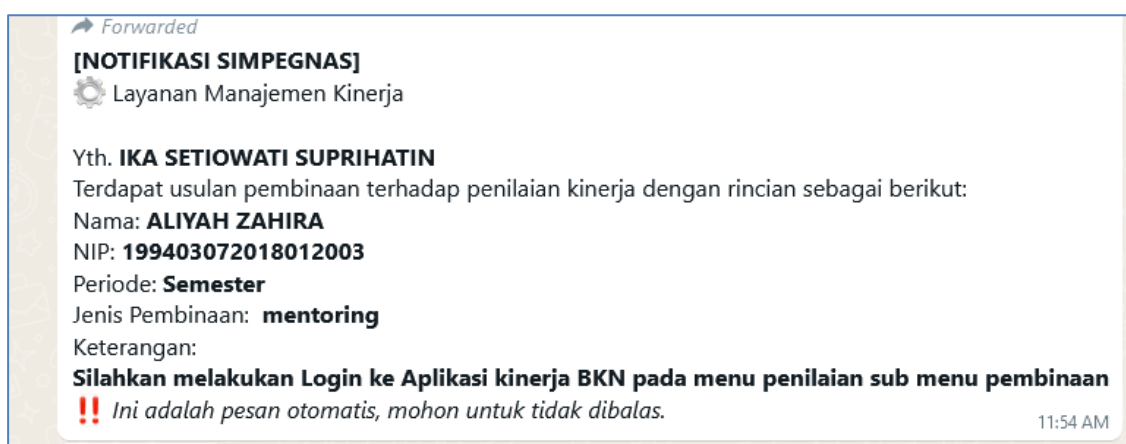 Forwarded
[NOTIFIKASI SIMPEGNAS]
Layanan Manajemen Kinerja
Yth. IKA SETIOWATI SUPRIHATIN
Terdapat usulan pembinaan terhadap penilaian kinerja dengan rincian sebagai berikut:
Nama: ALIYAH ZAHIRA
NIP: 199403072018012003
Periode: Semester
Jenis Pembinaan:  mentoring
Keterangan:
Silahkan melakukan Login ke Aplikasi kinerja BKN pada menu penilaian sub menu pembinaan
‼️ Ini adalah pesan otomatis, mohon untuk tidak dibalas.
11:54 AM